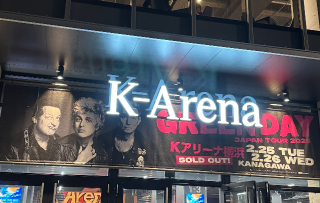 K-Arena
GREEN DAY
JAPAN TOUR 2025
Kアリーナ横浜
SOLD OUT!
2.25 TUE
2.26 WED
KANAGAWA